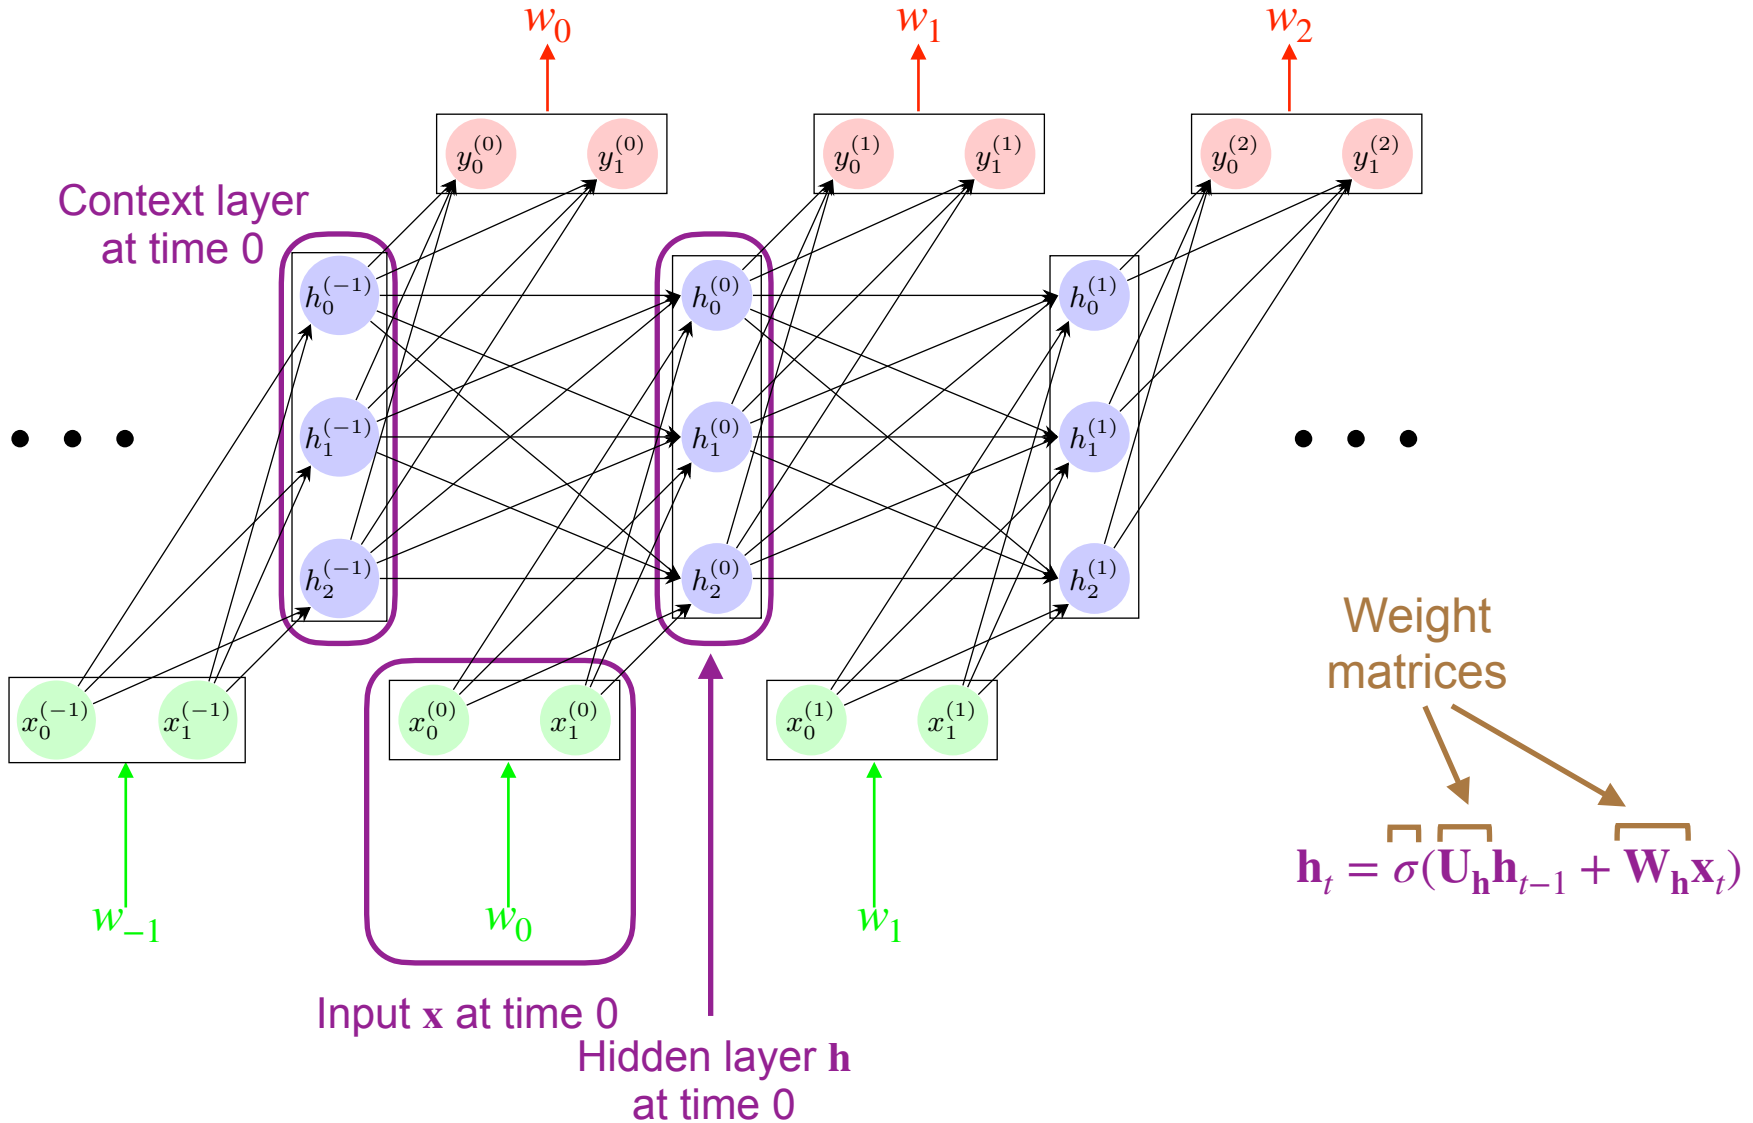 w₀ w₁ w₂
y₀⁽⁰⁾ y₁⁽⁰⁾ y₀⁽¹⁾ y₁⁽¹⁾ y₀⁽²⁾ y₁⁽²⁾
Context layer
at time 0
h₀⁽⁻¹⁾ h₀⁽⁰⁾ h₀⁽¹⁾
h₁⁽⁻¹⁾ h₁⁽⁰⁾ h₁⁽¹⁾
h₂⁽⁻¹⁾ h₂⁽⁰⁾ h₂⁽¹⁾
Weight
matrices
x₀⁽⁻¹⁾ x₁⁽⁻¹⁾ x₀⁽⁰⁾ x₁⁽⁰⁾ x₀⁽¹⁾ x₁⁽¹⁾
hₜ = σ(Uₕhₜ₋₁ + Wₕxₜ)
w₋₁ w₀ w₁
Input x at time 0
Hidden layer h
at time 0